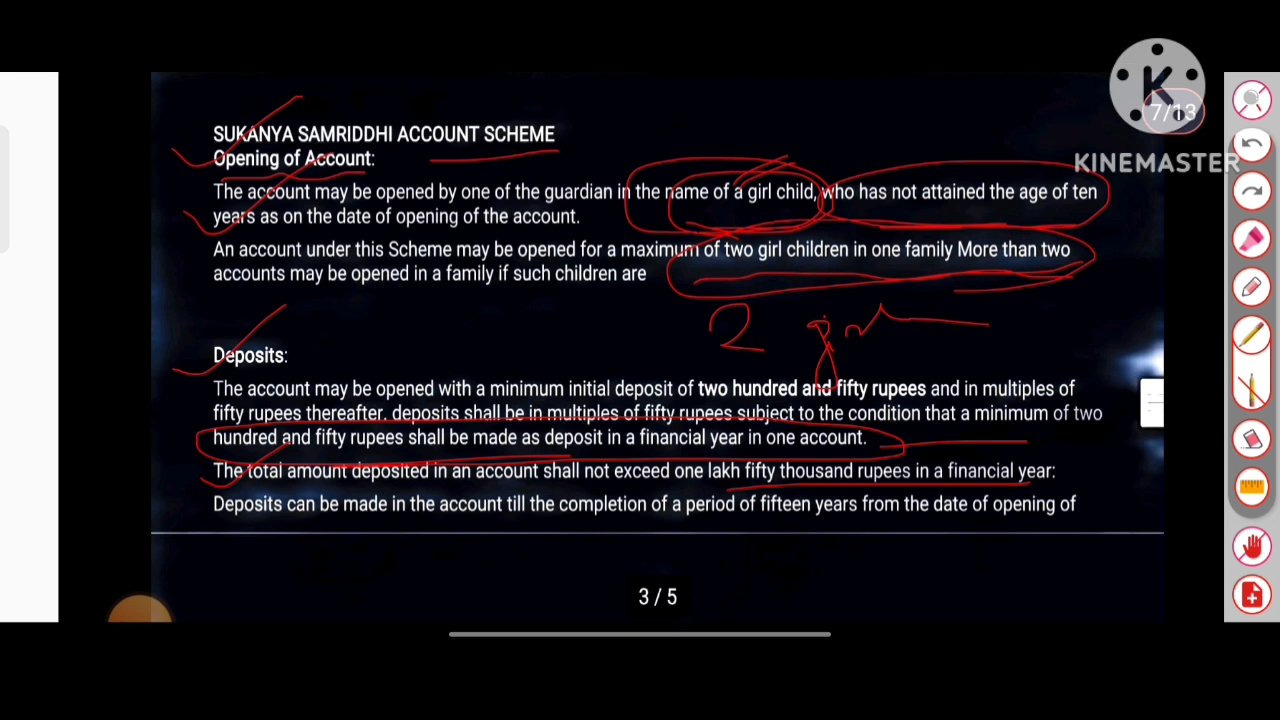 7/13
KINEMASTER
SUKANYA SAMRIDDHI ACCOUNT SCHEME
Opening of Account:
The account may be opened by one of the guardian in the name of a girl child, who has not attained the age of ten
years as on the date of opening of the account.
An account under this Scheme may be opened for a maximum of two girl children in one family More than two
accounts may be opened in a family if such children are
2
Deposits:
The account may be opened with a minimum initial deposit of two hundred and fifty rupees and in multiples of
fifty rupees thereafter. deposits shall be in multiples of fifty rupees subject to the condition that a minimum of two
hundred and fifty rupees shall be made as deposit in a financial year in one account.
The total amount deposited in an account shall not exceed one lakh fifty thousand rupees in a financial year:
Deposits can be made in the account till the completion of a period of fifteen years from the date of opening of
3 / 5